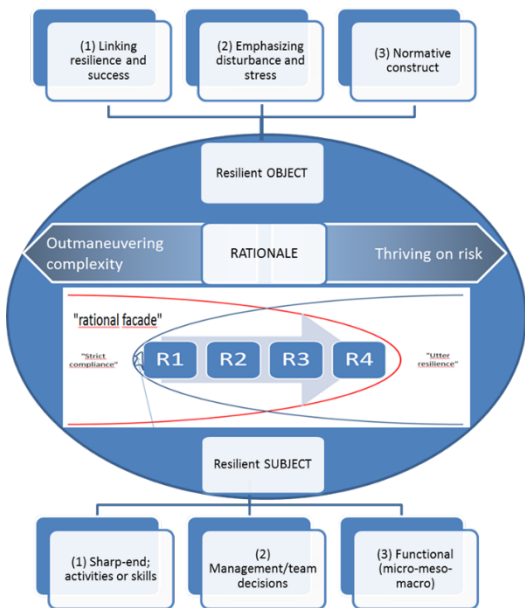 (1) Linking
resilience and
success
(2) Emphasizing
disturbance and
stress
(3) Normative
construct
Resilient OBJECT
Outmaneuvering
complexity
RATIONALE
Thriving on risk
"rational facade"
"Strict
compliance"
R1
R2
R3
R4
"Utter
resilience"
Resilient SUBJECT
(1) Sharp-end;
activities or skills
(2)
Management/team
decisions
(3) Functional
(micro-meso-
macro)